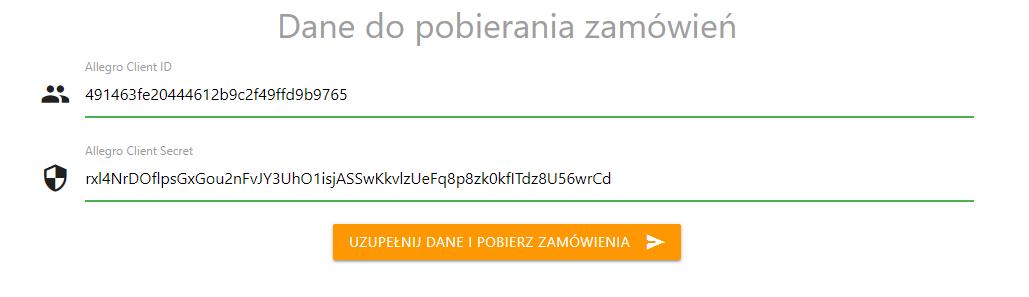 Dane do pobierania zamówień
Allegro Client ID
491463fe20444612b9c2f49ffd9b9765
Allegro Client Secret
rxl4NrDOflpsGxGou2nFvJY3UhO1isjASSwKkvlzUeFq8p8zk0kfITdz8U56wrCd
UZUPEŁNIJ DANE I POBIERZ ZAMÓWIENIA